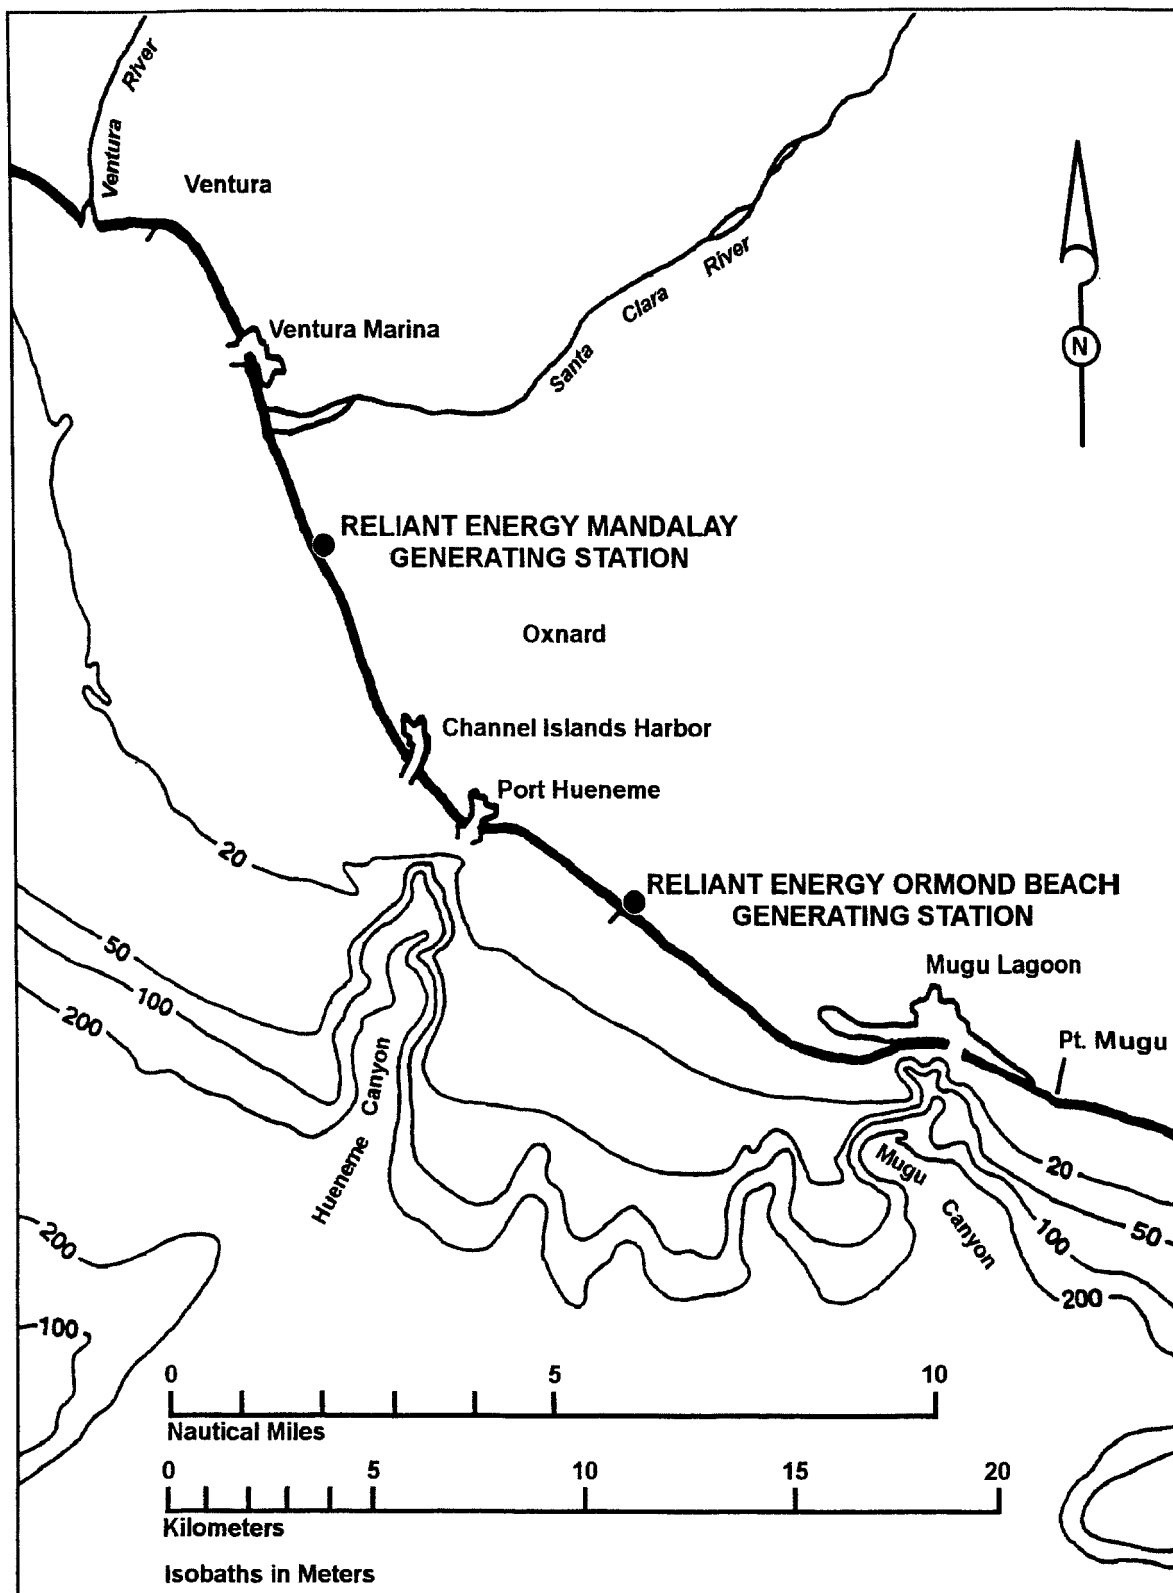 Ventura River
Ventura
Ventura Marina
Santa Clara River
N
RELIANT ENERGY MANDALAY
GENERATING STATION
Oxnard
Channel Islands Harbor
Port Hueneme
20
RELIANT ENERGY ORMOND BEACH
GENERATING STATION
50
100
200
Mugu Lagoon
Pt. Mugu
Hueneme Canyon
Mugu Canyon
20
50
100
200
200
100
0 5 10
Nautical Miles
0 5 10 15 20
Kilometers
Isobaths in Meters